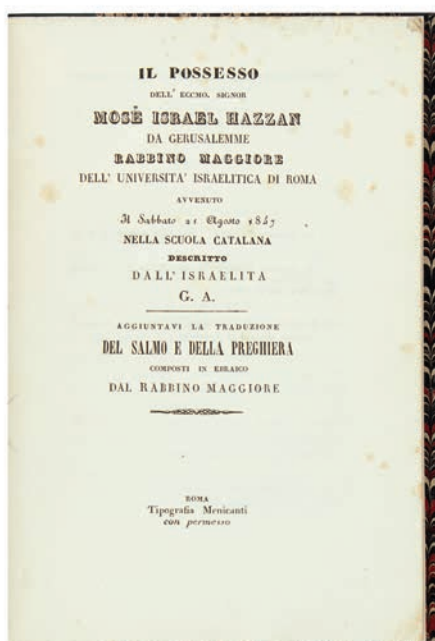 IL POSSESSO
DELL' ECCMO. SIGNOR
MOSÈ ISRAEL HAZZAN
DA GERUSALEMME
RABBINO MAGGIORE
DELL' UNIVERSITA' ISRAELITICA DI ROMA
AVVENUTO
Il Sabbato 21 Agosto 1847
NELLA SCUOLA CATALANA
DESCRITTO
DALL' ISRAELITA
G. A.
AGGIUNTAVI LA TRADUZIONE
DEL SALMO E DELLA PREGHIERA
COMPOSTI IN EBRAICO
DAL RABBINO MAGGIORE
ROMA
Tipografia Menicanti
con permesso